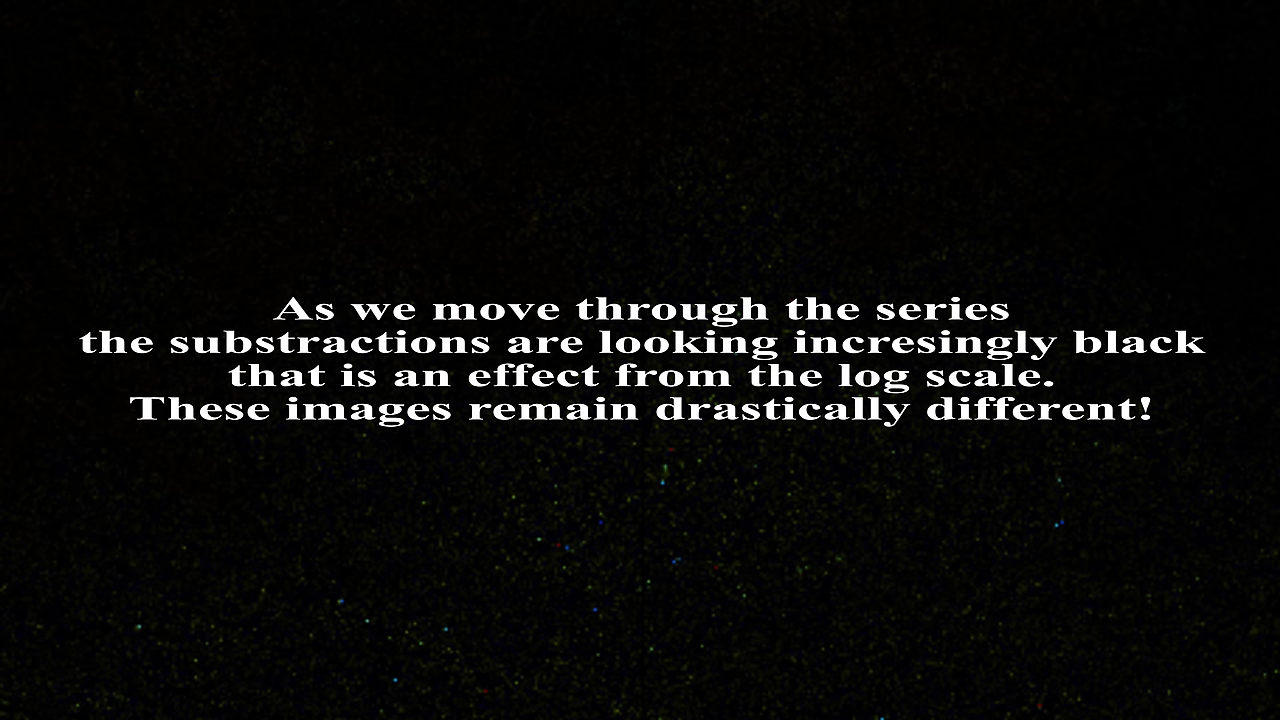 As we move through the series
the substractions are looking incresingly black
that is an effect from the log scale.
These images remain drastically different!